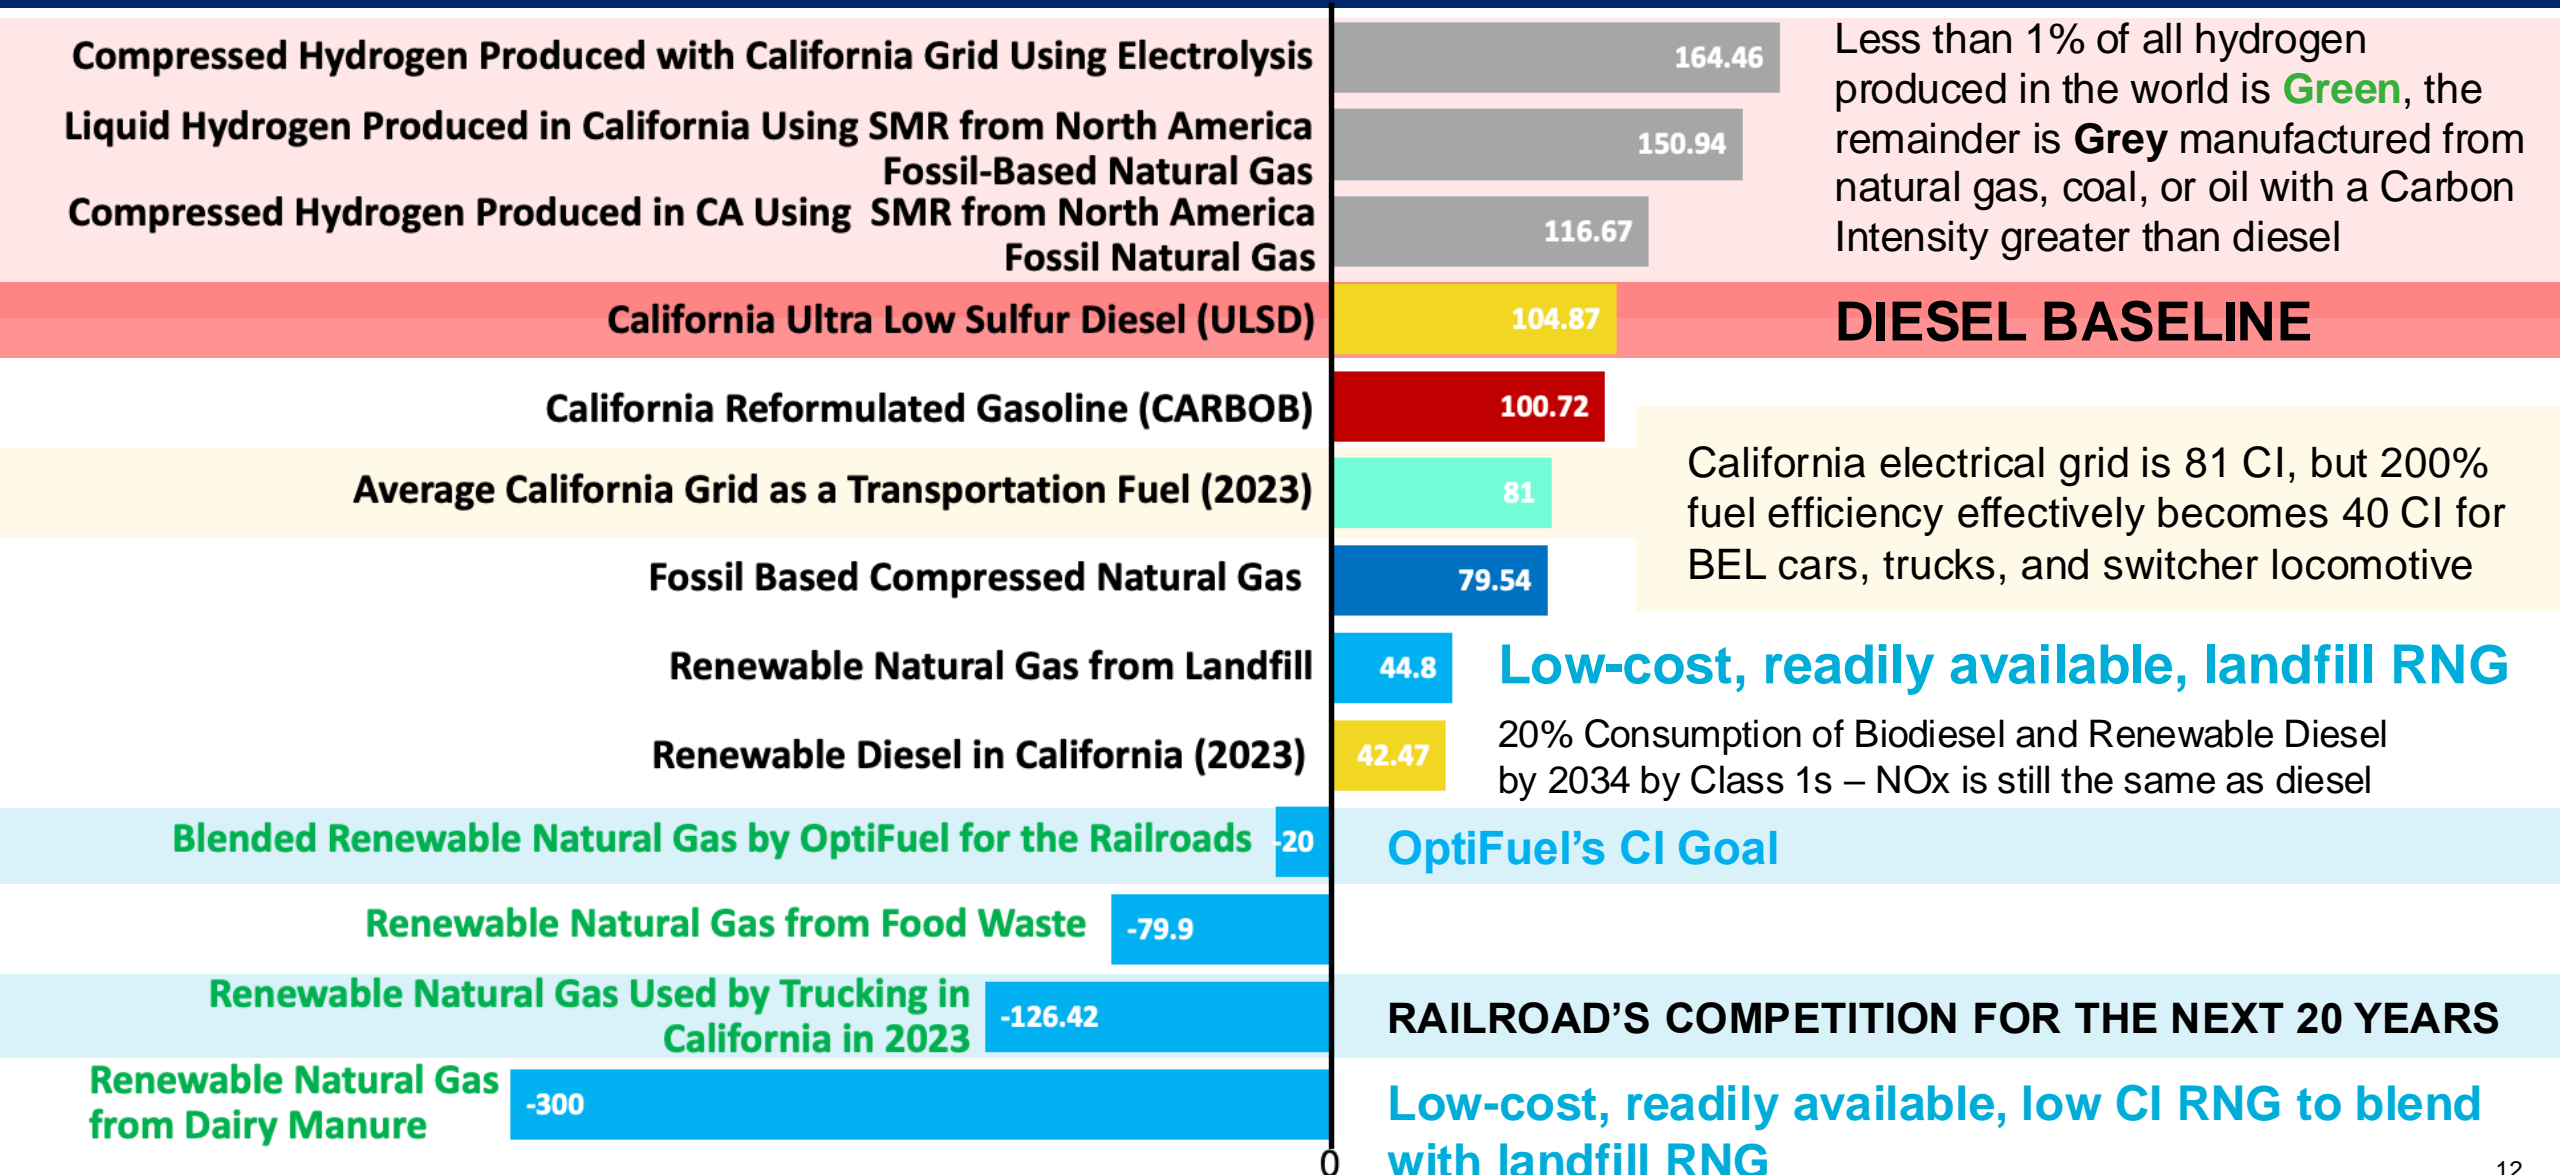 Compressed Hydrogen Produced with California Grid Using Electrolysis
164.46
Liquid Hydrogen Produced in California Using SMR from North America
Fossil-Based Natural Gas
150.94
Compressed Hydrogen Produced in CA Using SMR from North America
Fossil Natural Gas
116.67
Less than 1% of all hydrogen
produced in the world is Green, the
remainder is Grey manufactured from
natural gas, coal, or oil with a Carbon
Intensity greater than diesel
California Ultra Low Sulfur Diesel (ULSD)
104.87
DIESEL BASELINE
California Reformulated Gasoline (CARBOB)
100.72
Average California Grid as a Transportation Fuel (2023)
81
California electrical grid is 81 CI, but 200%
fuel efficiency effectively becomes 40 CI for
BEL cars, trucks, and switcher locomotive
Fossil Based Compressed Natural Gas
79.54
Renewable Natural Gas from Landfill
44.8
Low-cost, readily available, landfill RNG
Renewable Diesel in California (2023)
42.47
20% Consumption of Biodiesel and Renewable Diesel
by 2034 by Class 1s – NOx is still the same as diesel
Blended Renewable Natural Gas by OptiFuel for the Railroads
-20
OptiFuel’s CI Goal
Renewable Natural Gas from Food Waste
-79.9
Renewable Natural Gas Used by Trucking in
California in 2023
-126.42
RAILROAD’S COMPETITION FOR THE NEXT 20 YEARS
Renewable Natural Gas
from Dairy Manure
-300
Low-cost, readily available, low CI RNG to blend
with landfill RNG
0
12